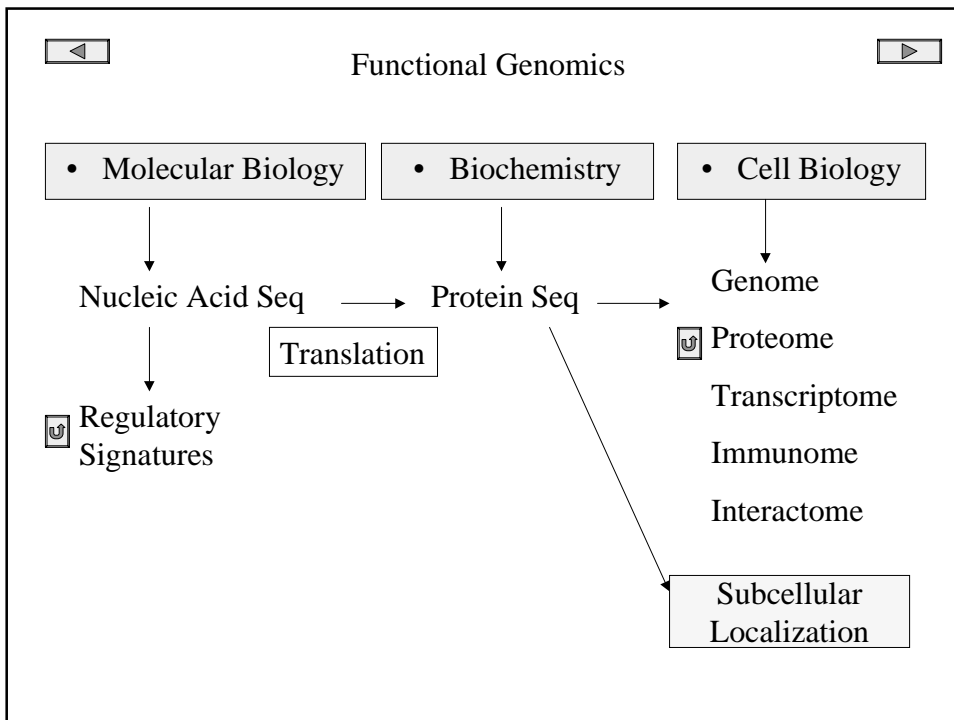 Functional Genomics
• Molecular Biology
• Biochemistry
• Cell Biology
Nucleic Acid Seq
Protein Seq
Translation
Regulatory
Signatures
Genome
Proteome
Transcriptome
Immunome
Interactome
Subcellular
Localization